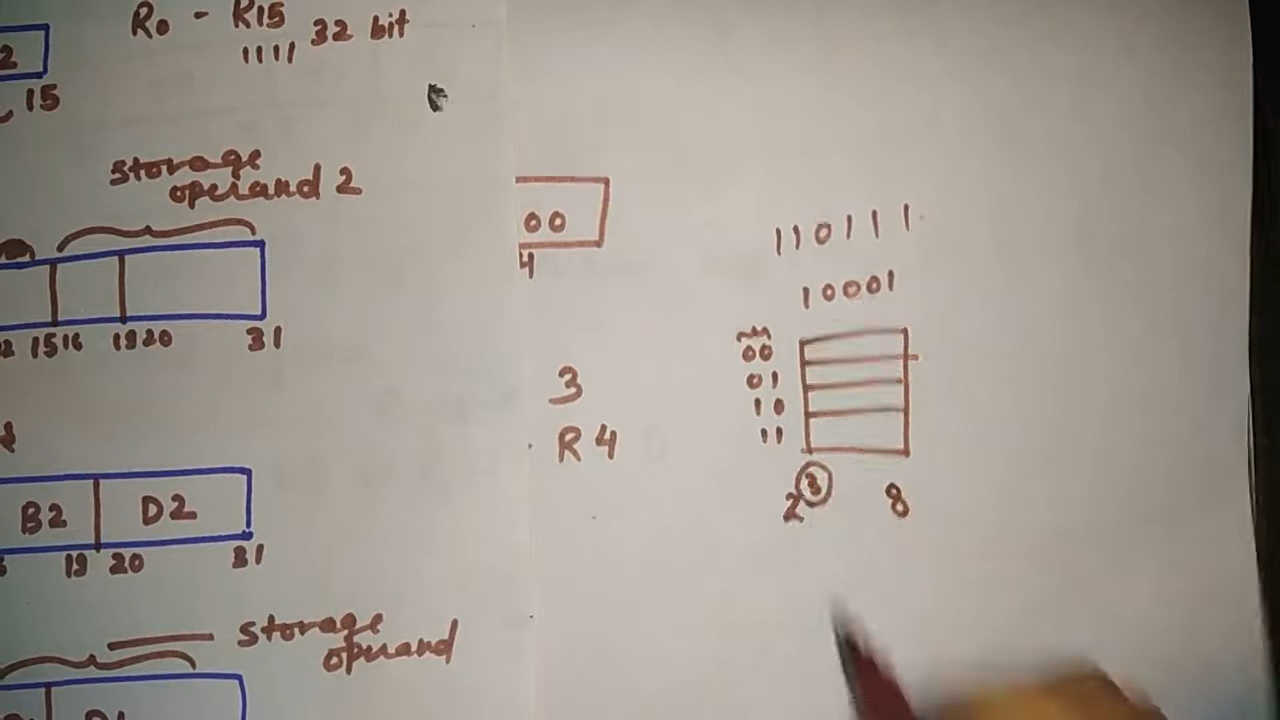 R0 - R15
1111 32 bit
2
15
storage
operand 2
15 16 19 20 31
B2 D2
19 20 31
storage
operand
00
4
3
R4
110111
10001
00
01
10
11
2 3 8